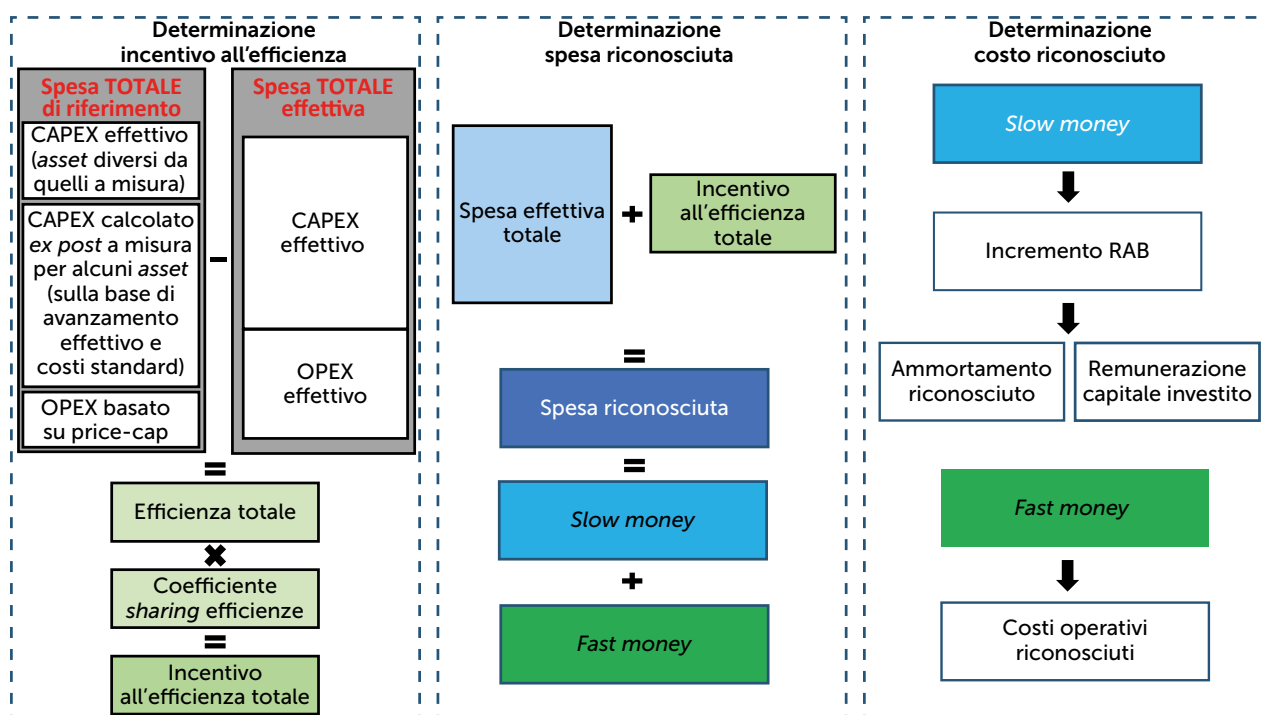 Determinazione
incentivo all'efficienza
Spesa TOTALE
di riferimento
CAPEX effettivo
(asset diversi da
quelli a misura)
CAPEX calcolato
ex post a misura
per alcuni asset
(sulla base di
avanzamento
effettivo e
costi standard)
OPEX basato
su price-cap
–
Spesa TOTALE
effettiva
CAPEX
effettivo
OPEX
effettivo
=
Efficienza totale
×
Coefficiente
sharing efficienze
=
Incentivo
all'efficienza totale
Determinazione
spesa riconosciuta
Spesa effettiva
totale
+
Incentivo
all'efficienza
totale
=
Spesa riconosciuta
=
Slow money
+
Fast money
Determinazione
costo riconosciuto
Slow money
Incremento RAB
Ammortamento
riconosciuto
Remunerazione
capitale investito
Fast money
Costi operativi
riconosciuti